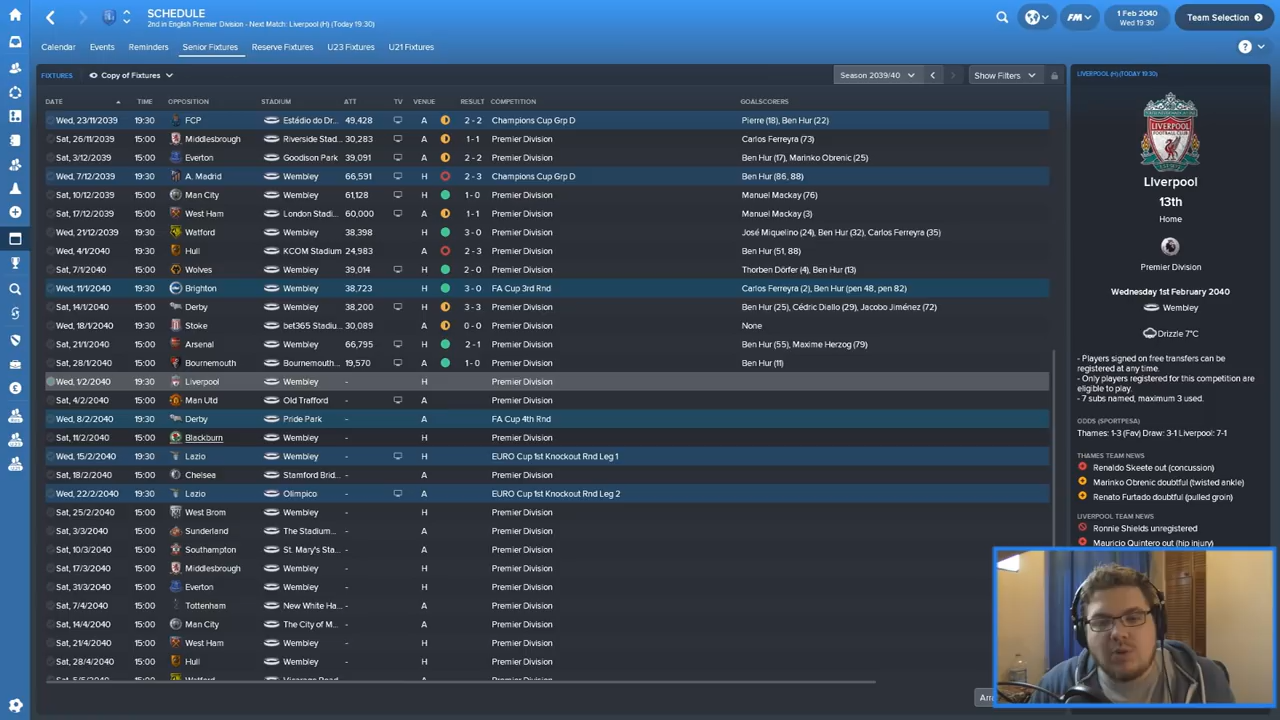 SCHEDULE
2nd in English Premier Division - Next Match: Liverpool (H) (Today 19:30)
1 Feb 2040
Wed 19:30
FM
Team Selection
Calendar Events Reminders Senior Fixtures Reserve Fixtures U23 Fixtures U21 Fixtures
FIXTURES Copy of Fixtures Season 2039/40 Show Filters
DATE TIME OPPOSITION STADIUM ATT TV VENUE RESULT COMPETITION GOALSCORERS
Wed, 23/11/2039 19:30 FCP Estádio do Dr... 49,428 A 2-2 Champions Cup Grp D Pierre (18), Ben Hur (22)
Sat, 26/11/2039 15:00 Middlesbrough Riverside Stad... 30,283 A 1-1 Premier Division Carlos Ferreyra (73)
Sat, 3/12/2039 15:00 Everton Goodison Park 39,091 A 2-2 Premier Division Ben Hur (17), Marinko Obrenic (25)
Wed, 7/12/2039 19:30 A. Madrid Wembley 66,591 H 2-3 Champions Cup Grp D Ben Hur (86, 88)
Sat, 10/12/2039 15:00 Man City Wembley 61,128 H 1-0 Premier Division Manuel Mackay (76)
Sat, 17/12/2039 15:00 West Ham London Stadi... 60,000 A 1-1 Premier Division Manuel Mackay (3)
Wed, 21/12/2039 19:30 Watford Wembley 38,398 H 3-0 Premier Division José Miquelino (24), Ben Hur (32), Carlos Ferreyra (35)
Wed, 4/1/2040 19:30 Hull KCOM Stadium 24,983 A 2-3 Premier Division Ben Hur (51, 88)
Sat, 7/1/2040 15:00 Wolves Wembley 39,014 H 2-0 Premier Division Thorben Dörfer (4), Ben Hur (13)
Wed, 11/1/2040 19:30 Brighton Wembley 38,723 H 3-0 FA Cup 3rd Rnd Carlos Ferreyra (2), Ben Hur (pen 48, pen 82)
Sat, 14/1/2040 15:00 Derby Wembley 38,200 H 3-3 Premier Division Ben Hur (25), Cédric Diallo (29), Jacobo Jiménez (72)
Wed, 18/1/2040 19:30 Stoke bet365 Stadiu... 30,089 A 0-0 Premier Division None
Sat, 21/1/2040 15:00 Arsenal Wembley 66,795 H 2-1 Premier Division Ben Hur (55), Maxime Herzog (79)
Sat, 28/1/2040 15:00 Bournemouth Bournemouth... 19,570 A 1-0 Premier Division Ben Hur (11)
Wed, 1/2/2040 19:30 Liverpool Wembley - H Premier Division
Sat, 4/2/2040 15:00 Man Utd Old Trafford - A Premier Division
Wed, 8/2/2040 19:30 Derby Pride Park - A FA Cup 4th Rnd
Sat, 11/2/2040 15:00 Blackburn Wembley - H Premier Division
Wed, 15/2/2040 19:30 Lazio Wembley - H EURO Cup 1st Knockout Rnd Leg 1
Sat, 18/2/2040 15:00 Chelsea Stamford Brid... - A Premier Division
Wed, 22/2/2040 19:30 Lazio Olimpico - A EURO Cup 1st Knockout Rnd Leg 2
Sat, 25/2/2040 15:00 West Brom Wembley - H Premier Division
Sat, 3/3/2040 15:00 Sunderland The Stadium... - A Premier Division
Sat, 10/3/2040 15:00 Southampton St. Mary's Sta... - A Premier Division
Sat, 17/3/2040 15:00 Middlesbrough Wembley - H Premier Division
Sat, 31/3/2040 15:00 Everton Wembley - H Premier Division
Sat, 7/4/2040 15:00 Tottenham New White Ha... - A Premier Division
Sat, 14/4/2040 15:00 Man City The City of M... - A Premier Division
Sat, 21/4/2040 15:00 West Ham Wembley - H Premier Division
Sat, 28/4/2040 15:00 Hull Wembley - H Premier Division
Sat, 5/5/2040 15:00 Watford Vicarage Road - A Premier Division
LIVERPOOL (H) (TODAY 19:30)
LIVERPOOL
FOOTBALL CLUB
Liverpool
13th
Home
Premier Division
Wednesday 1st February 2040
Wembley
Drizzle 7°C
- Players signed on free transfers can be
registered at any time.
- Only players registered for this competition are
eligible to play.
- 7 subs named, maximum 3 used.
ODDS (SPORTPESA)
Thames: 1-3 (Fav) Draw: 3-1 Liverpool: 7-1
THAMES TEAM NEWS
Renaldo Skeete out (concussion)
Marinko Obrenic doubtful (twisted ankle)
Renato Furtado doubtful (pulled groin)
LIVERPOOL TEAM NEWS
Ronnie Shields unregistered
Mauricio Quintero out (hip injury)